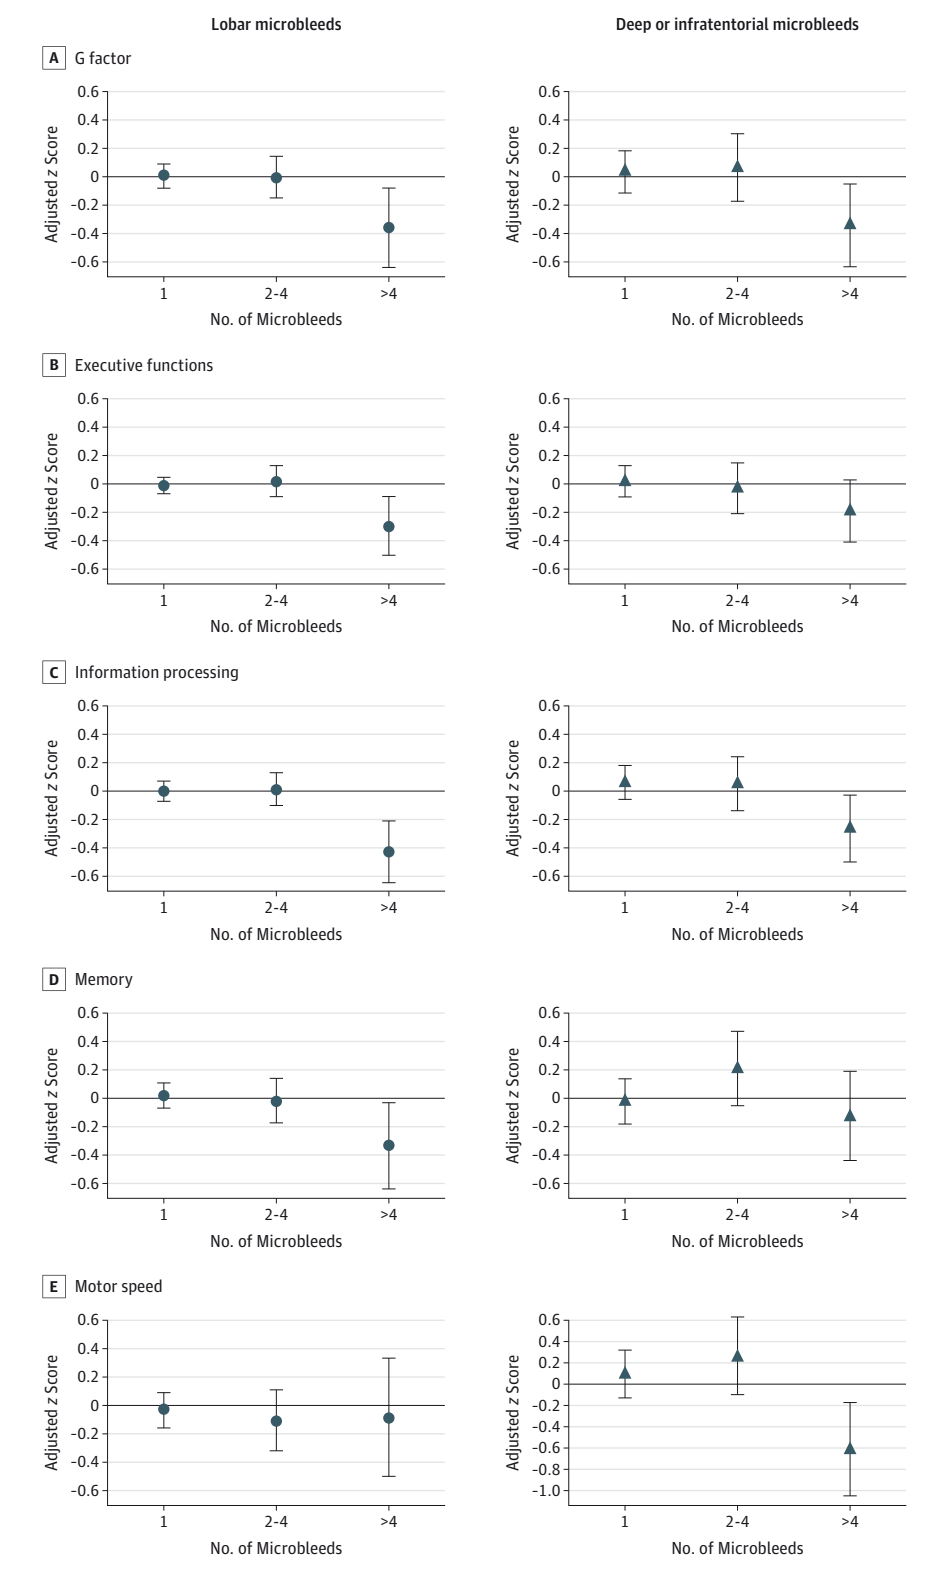 Lobar microbleeds
Deep or infratentorial microbleeds
A G factor
Adjusted z Score
0.6
0.4
0.2
0
-0.2
-0.4
-0.6
1 2-4 >4
No. of Microbleeds
Adjusted z Score
0.6
0.4
0.2
0
-0.2
-0.4
-0.6
1 2-4 >4
No. of Microbleeds
B Executive functions
Adjusted z Score
0.6
0.4
0.2
0
-0.2
-0.4
-0.6
1 2-4 >4
No. of Microbleeds
Adjusted z Score
0.6
0.4
0.2
0
-0.2
-0.4
-0.6
1 2-4 >4
No. of Microbleeds
C Information processing
Adjusted z Score
0.6
0.4
0.2
0
-0.2
-0.4
-0.6
1 2-4 >4
No. of Microbleeds
Adjusted z Score
0.6
0.4
0.2
0
-0.2
-0.4
-0.6
1 2-4 >4
No. of Microbleeds
D Memory
Adjusted z Score
0.6
0.4
0.2
0
-0.2
-0.4
-0.6
1 2-4 >4
No. of Microbleeds
Adjusted z Score
0.6
0.4
0.2
0
-0.2
-0.4
-0.6
1 2-4 >4
No. of Microbleeds
E Motor speed
Adjusted z Score
0.6
0.4
0.2
0
-0.2
-0.4
-0.6
1 2-4 >4
No. of Microbleeds
Adjusted z Score
0.6
0.4
0.2
0
-0.2
-0.4
-0.6
-0.8
-1.0
1 2-4 >4
No. of Microbleeds